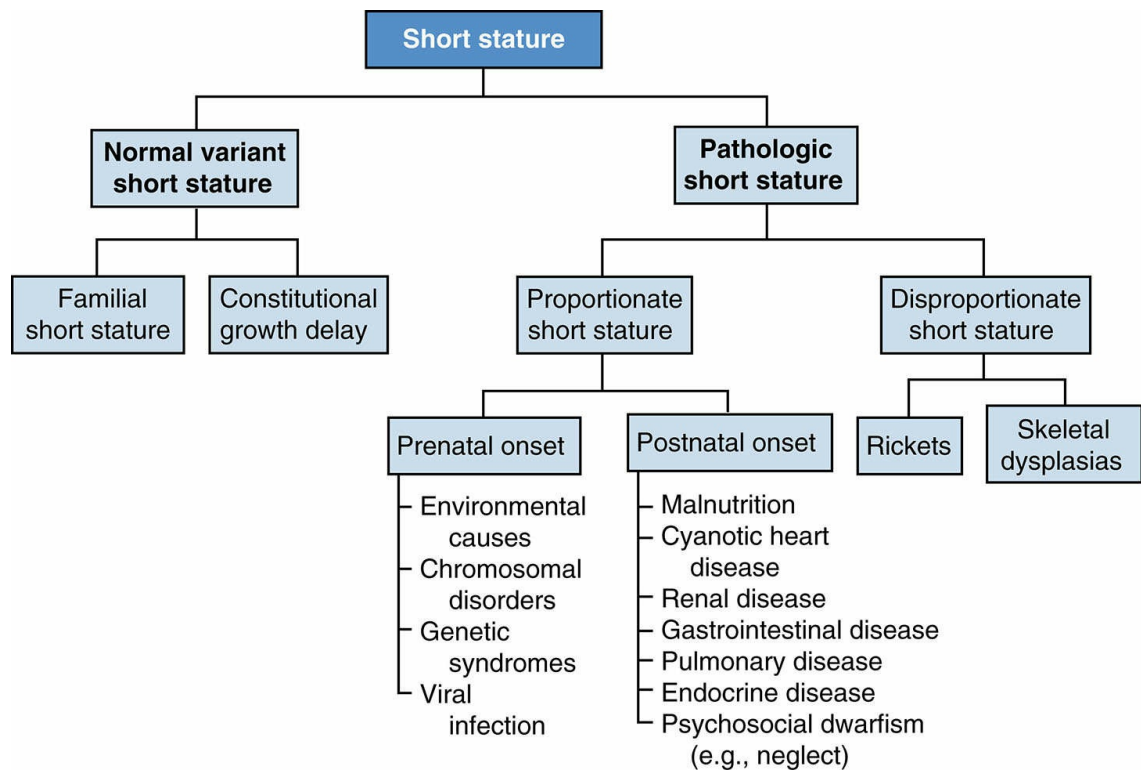 Short stature
Normal variant
short stature
Pathologic
short stature
Familial
short stature
Constitutional
growth delay
Proportionate
short stature
Disproportionate
short stature
Prenatal onset
Postnatal onset
Rickets
Skeletal
dysplasias
Environmental
causes
Chromosomal
disorders
Genetic
syndromes
Viral
infection
Malnutrition
Cyanotic heart
disease
Renal disease
Gastrointestinal disease
Pulmonary disease
Endocrine disease
Psychosocial dwarfism
(e.g., neglect)